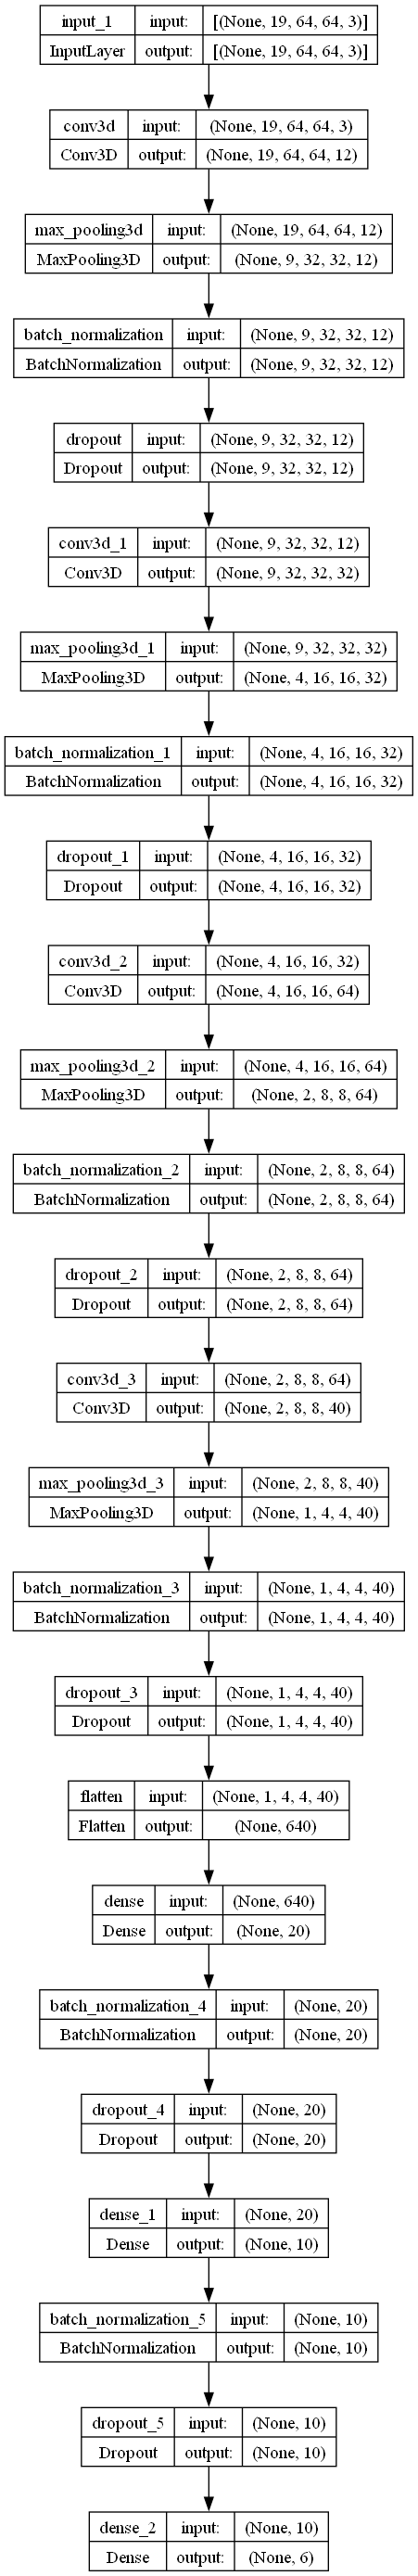 input_1 input: [(None, 19, 64, 64, 3)]
InputLayer output: [(None, 19, 64, 64, 3)]
conv3d input: (None, 19, 64, 64, 3)
Conv3D output: (None, 19, 64, 64, 12)
max_pooling3d input: (None, 19, 64, 64, 12)
MaxPooling3D output: (None, 9, 32, 32, 12)
batch_normalization input: (None, 9, 32, 32, 12)
BatchNormalization output: (None, 9, 32, 32, 12)
dropout input: (None, 9, 32, 32, 12)
Dropout output: (None, 9, 32, 32, 12)
conv3d_1 input: (None, 9, 32, 32, 12)
Conv3D output: (None, 9, 32, 32, 32)
max_pooling3d_1 input: (None, 9, 32, 32, 32)
MaxPooling3D output: (None, 4, 16, 16, 32)
batch_normalization_1 input: (None, 4, 16, 16, 32)
BatchNormalization output: (None, 4, 16, 16, 32)
dropout_1 input: (None, 4, 16, 16, 32)
Dropout output: (None, 4, 16, 16, 32)
conv3d_2 input: (None, 4, 16, 16, 32)
Conv3D output: (None, 4, 16, 16, 64)
max_pooling3d_2 input: (None, 4, 16, 16, 64)
MaxPooling3D output: (None, 2, 8, 8, 64)
batch_normalization_2 input: (None, 2, 8, 8, 64)
BatchNormalization output: (None, 2, 8, 8, 64)
dropout_2 input: (None, 2, 8, 8, 64)
Dropout output: (None, 2, 8, 8, 64)
conv3d_3 input: (None, 2, 8, 8, 64)
Conv3D output: (None, 2, 8, 8, 40)
max_pooling3d_3 input: (None, 2, 8, 8, 40)
MaxPooling3D output: (None, 1, 4, 4, 40)
batch_normalization_3 input: (None, 1, 4, 4, 40)
BatchNormalization output: (None, 1, 4, 4, 40)
dropout_3 input: (None, 1, 4, 4, 40)
Dropout output: (None, 1, 4, 4, 40)
flatten input: (None, 1, 4, 4, 40)
Flatten output: (None, 640)
dense input: (None, 640)
Dense output: (None, 20)
batch_normalization_4 input: (None, 20)
BatchNormalization output: (None, 20)
dropout_4 input: (None, 20)
Dropout output: (None, 20)
dense_1 input: (None, 20)
Dense output: (None, 10)
batch_normalization_5 input: (None, 10)
BatchNormalization output: (None, 10)
dropout_5 input: (None, 10)
Dropout output: (None, 10)
dense_2 input: (None, 10)
Dense output: (None, 6)